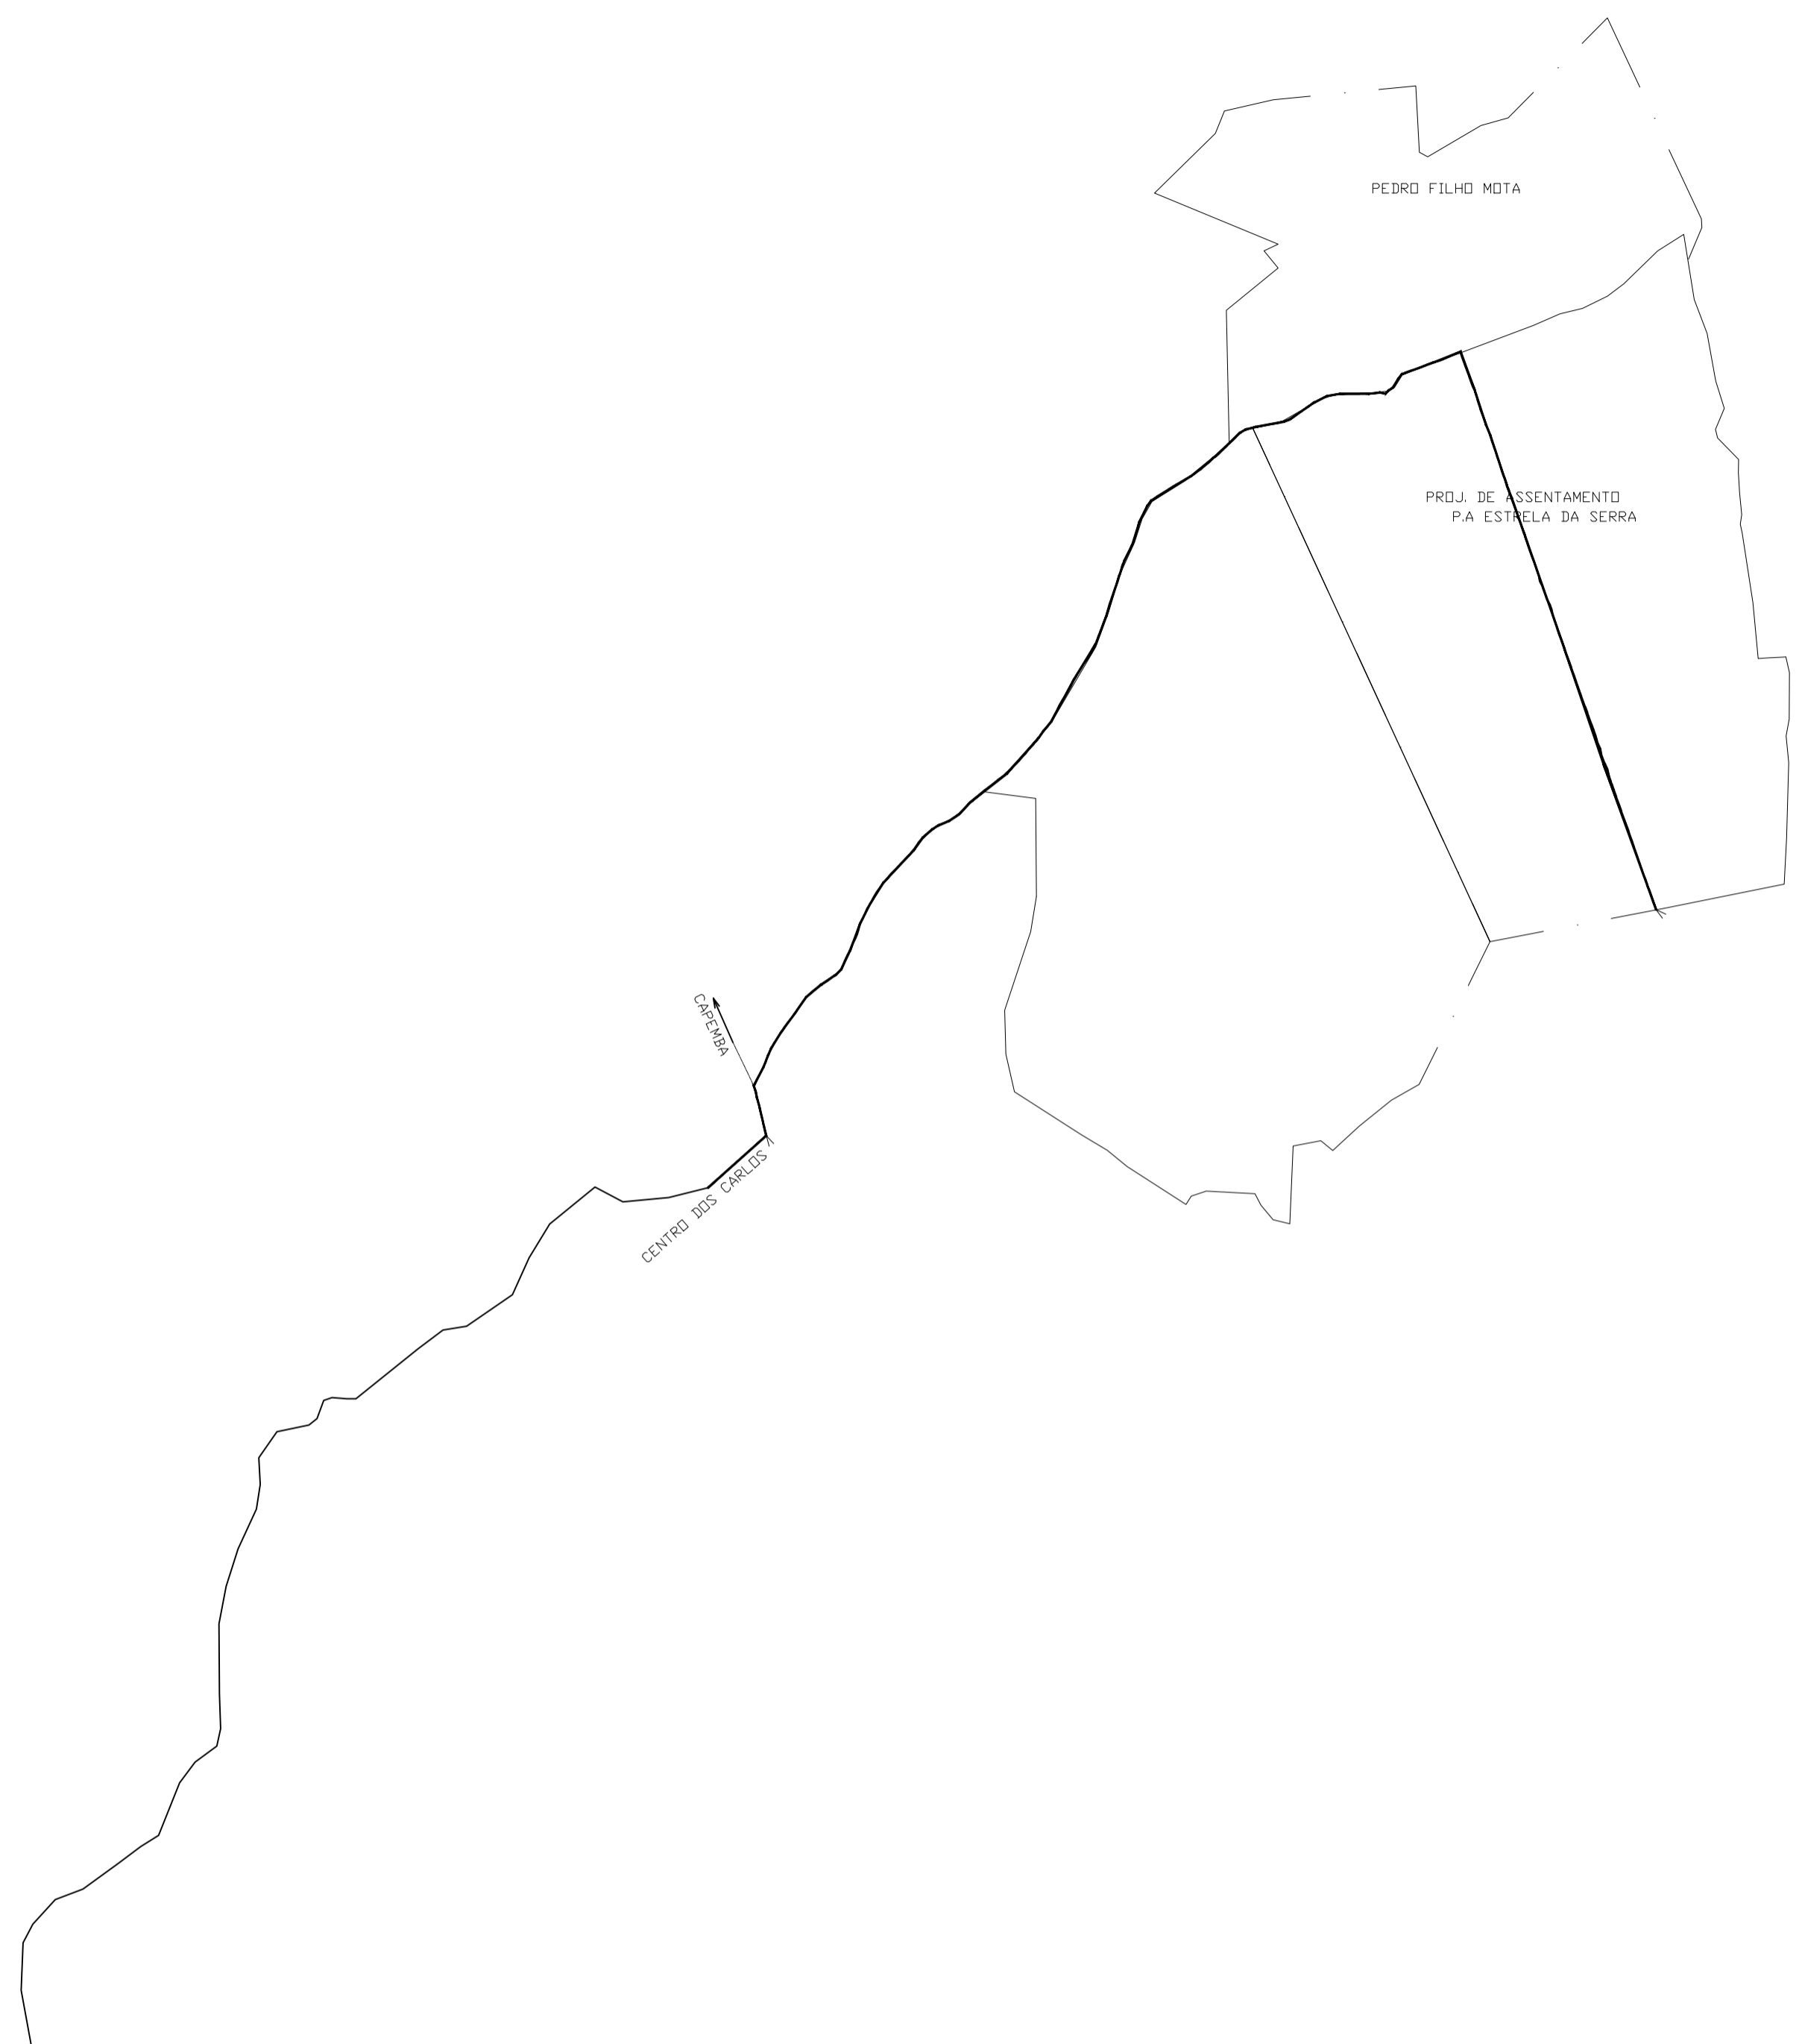 PEDRO FILHO MOTA
PROJ. DE ASSENTAMENTO
P.A ESTRELA DA SERRA
CAPEMBA
CENTRO DOS CARLOS